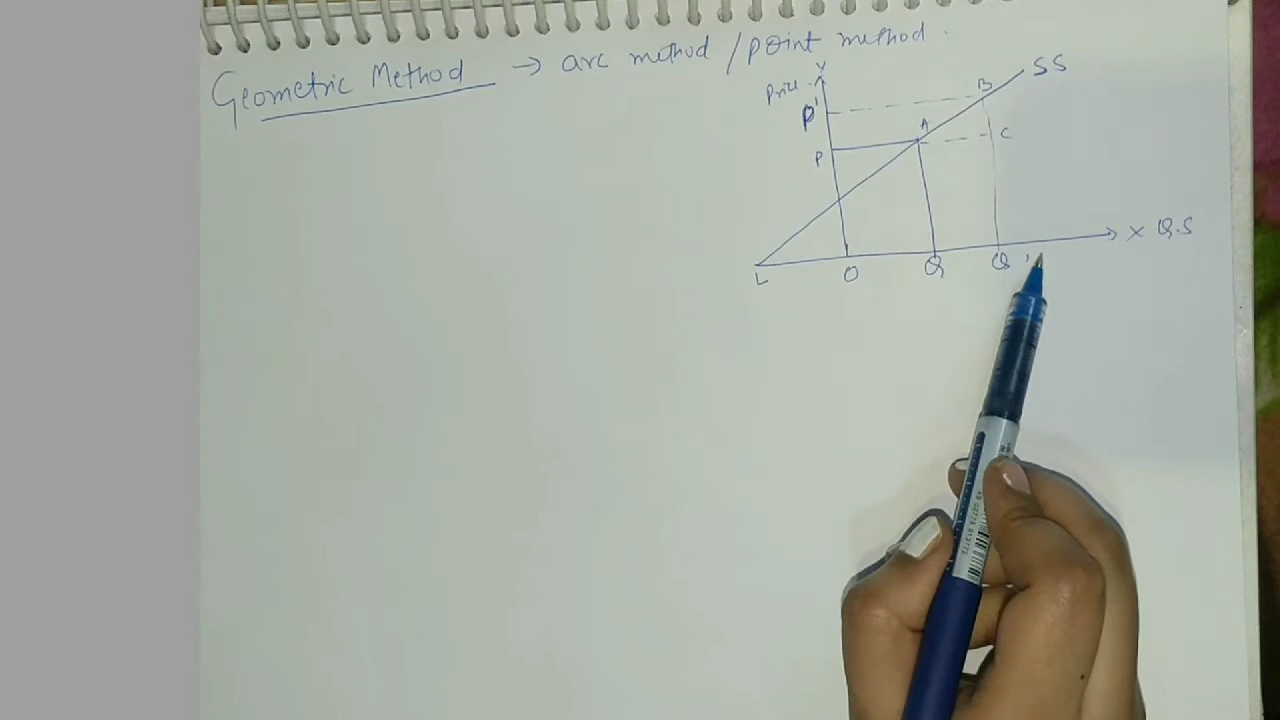 Geometric Method → arc method / point method.
Y
Price
SS
B
P'
A
C
P
X Q.S
L O Q Q'